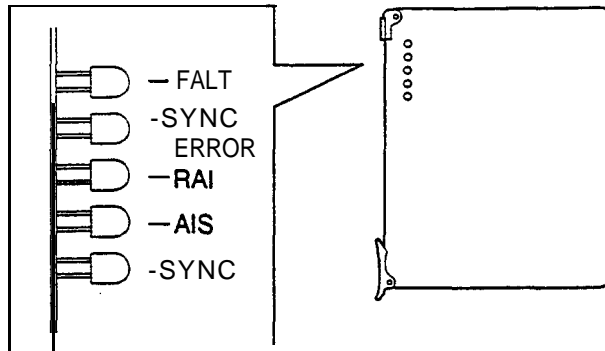 — FALT
-SYNC
ERROR
—RAI
—AIS
-SYNC